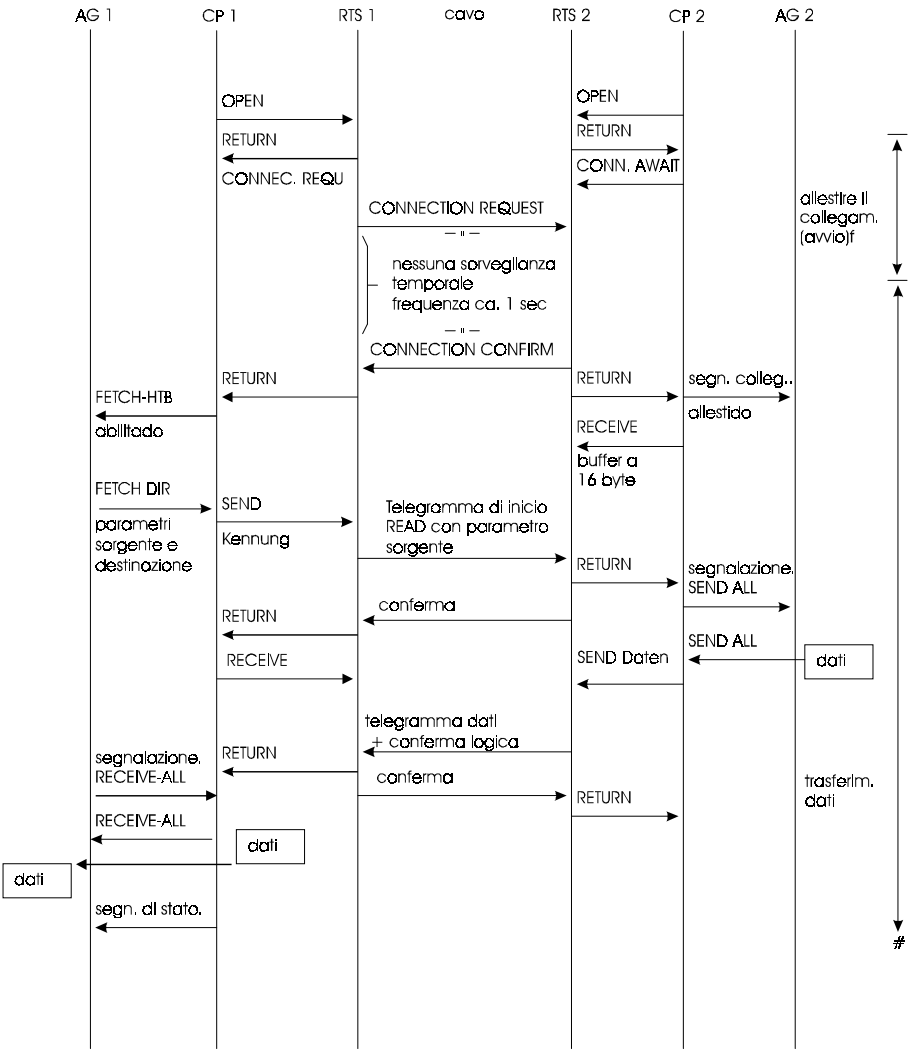 AG 1 CP 1 RTS 1 cavo RTS 2 CP 2 AG 2
OPEN
OPEN
RETURN
RETURN
CONNEC. REQU
CONN. AWAIT
allestire il
collegam.
(avvio)f
CONNECTION REQUEST
— " —
nessuna sorveglianza
temporale
frequenza ca. 1 sec
— " —
CONNECTION CONFIRM
RETURN
RETURN
segn. colleg..
allestido
FETCH-HTB
abilitado
RECEIVE
buffer a
16 byte
FETCH DIR
parametri
sorgente e
destinazione
SEND
Kennung
Telegramma di inicio
READ con parametro
sorgente
RETURN
segnalazione.
SEND ALL
conferma
RETURN
RECEIVE
SEND Daten
SEND ALL
dati
telegramma dati
+ conferma logica
RETURN
segnalazione.
RECEIVE-ALL
conferma
RETURN
trasferim.
dati
RECEIVE-ALL
dati
dati
segn. di stato.
#